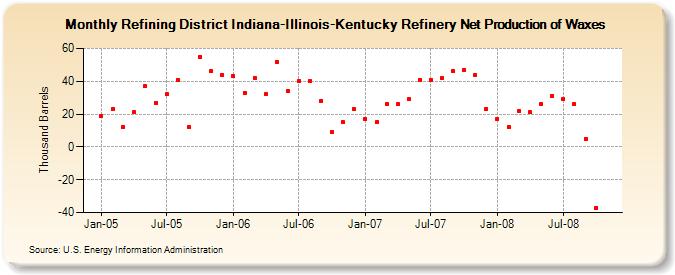 Monthly Refining District Indiana-Illinois-Kentucky Refinery Net Production of Waxes
Thousand Barrels
60
40
20
0
-20
-40
Jan-05 Jul-05 Jan-06 Jul-06 Jan-07 Jul-07 Jan-08 Jul-08
Source: U.S. Energy Information Administration